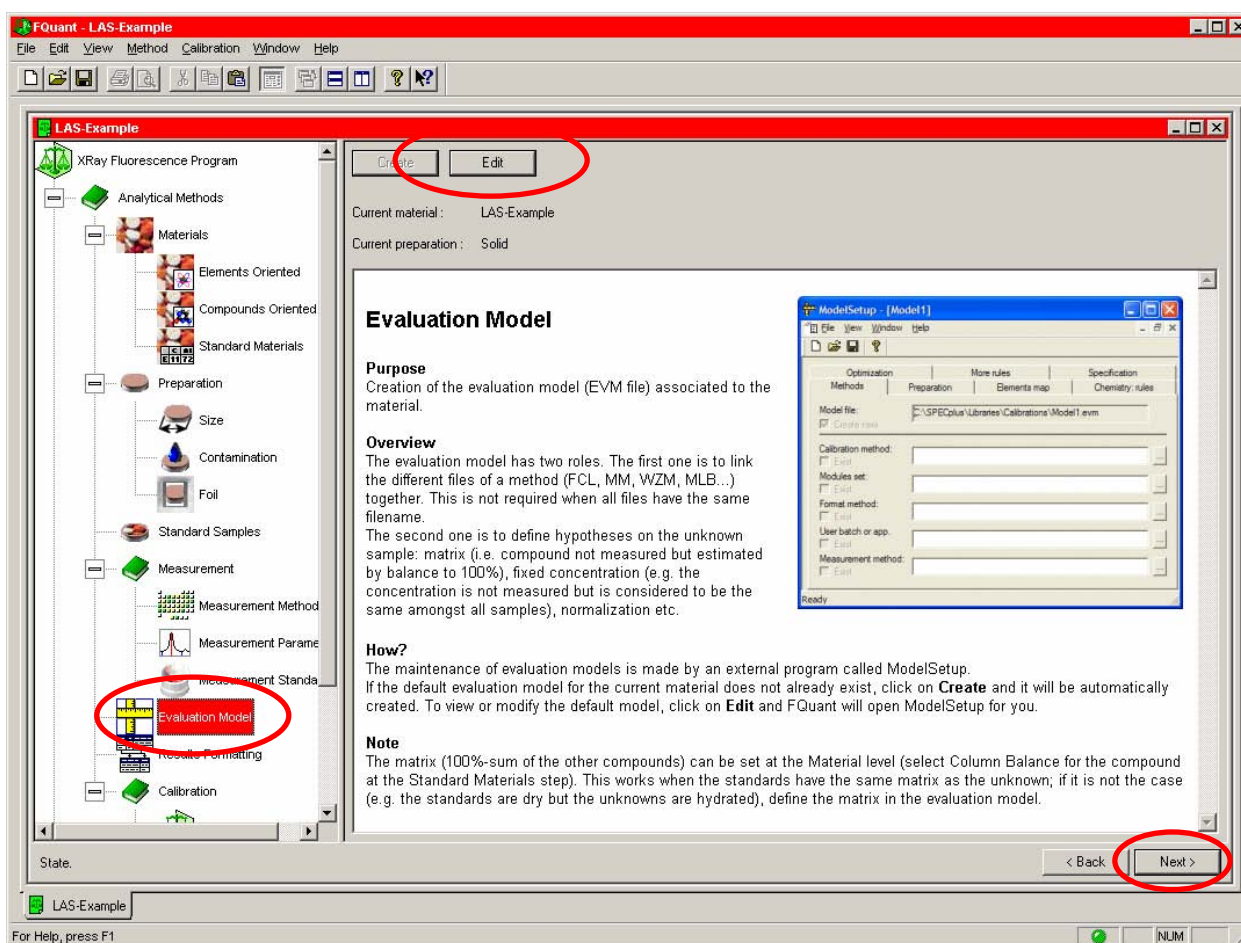 FQuant - LAS-Example
File Edit View Method Calibration Window Help
LAS-Example
XRay Fluorescence Program
Analytical Methods
Materials
Elements Oriented
Compounds Oriented
Standard Materials
Preparation
Size
Contamination
Foil
Standard Samples
Measurement
Measurement Method
Measurement Parame
Measurement Standa
Evaluation Model
Results Formatting
Calibration
Create Edit
Current material : LAS-Example
Current preparation : Solid
Evaluation Model
Purpose
Creation of the evaluation model (EVM file) associated to the
material.
Overview
The evaluation model has two roles. The first one is to link
the different files of a method (FCL, MM, WZM, MLB...)
together. This is not required when all files have the same
filename.
The second one is to define hypotheses on the unknown
sample: matrix (i.e. compound not measured but estimated
by balance to 100%), fixed concentration (e.g. the
concentration is not measured but is considered to be the
same amongst all samples), normalization etc.
ModelSetup - [Model1]
File View Window Help
Optimization More rules Specification
Methods Preparation Elements map Chemistry: rules
Model file: C:\SPECplus\Libraries\Calibrations\Model1.evm
Create new
Calibration method:
Exist
Modules set:
Exist
Format method:
Exist
User batch or app.
Exist
Measurement method:
Exist
Ready
How?
The maintenance of evaluation models is made by an external program called ModelSetup.
If the default evaluation model for the current material does not already exist, click on Create and it will be automatically
created. To view or modify the default model, click on Edit and FQuant will open ModelSetup for you.
Note
The matrix (100%-sum of the other compounds) can be set at the Material level (select Column Balance for the compound
at the Standard Materials step). This works when the standards have the same matrix as the unknown; if it is not the case
(e.g. the standards are dry but the unknowns are hydrated), define the matrix in the evaluation model.
State.
< Back Next >
LAS-Example
For Help, press F1
NUM